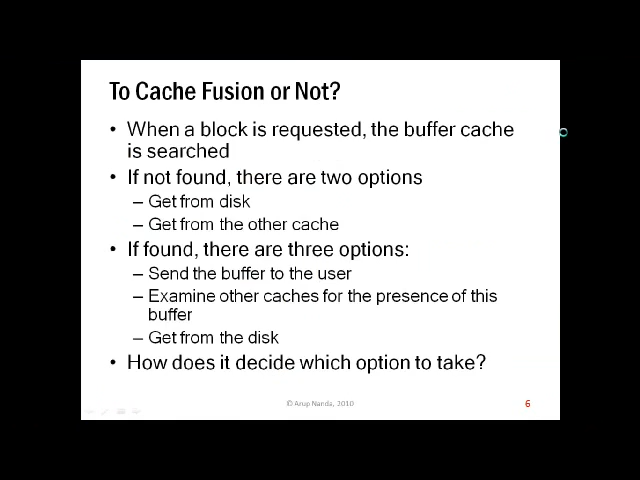 To Cache Fusion or Not?
• When a block is requested, the buffer cache
is searched
• If not found, there are two options
– Get from disk
– Get from the other cache
• If found, there are three options:
– Send the buffer to the user
– Examine other caches for the presence of this
buffer
– Get from the disk
• How does it decide which option to take?
© Arup Nanda, 2010
6